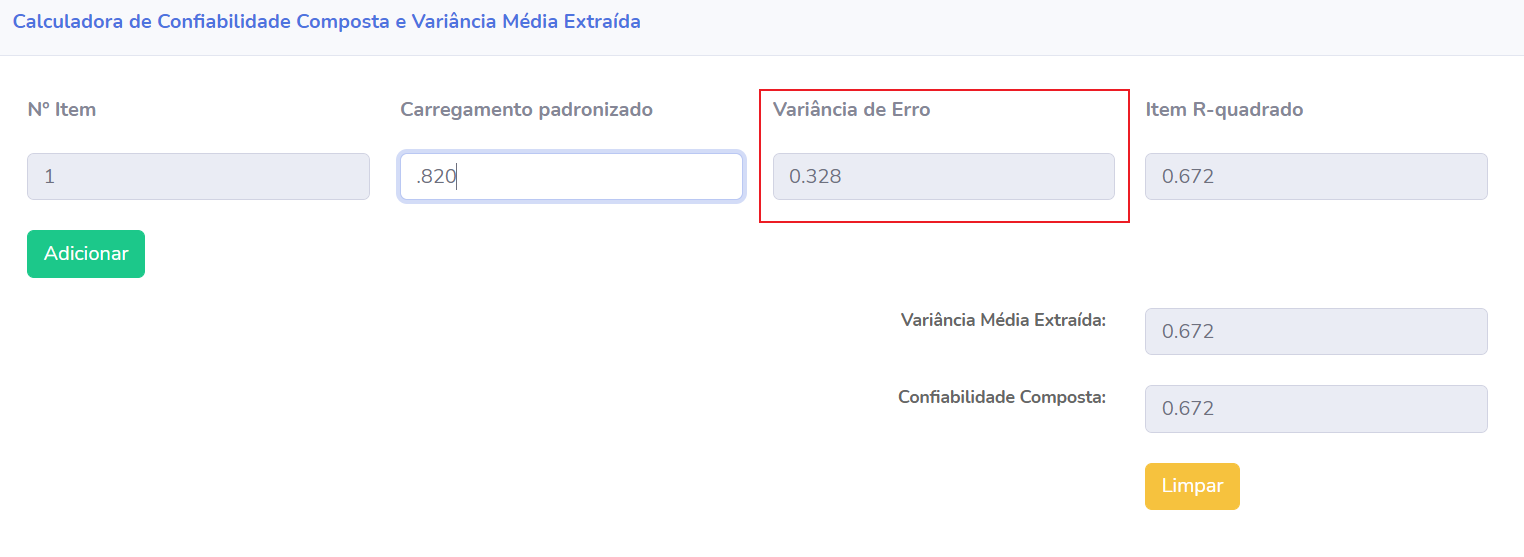 Calculadora de Confiabilidade Composta e Variância Média Extraída
Nº Item Carregamento padronizado Variância de Erro Item R-quadrado
1 .820 0.328 0.672
Adicionar
Variância Média Extraída: 0.672
Confiabilidade Composta: 0.672
Limpar